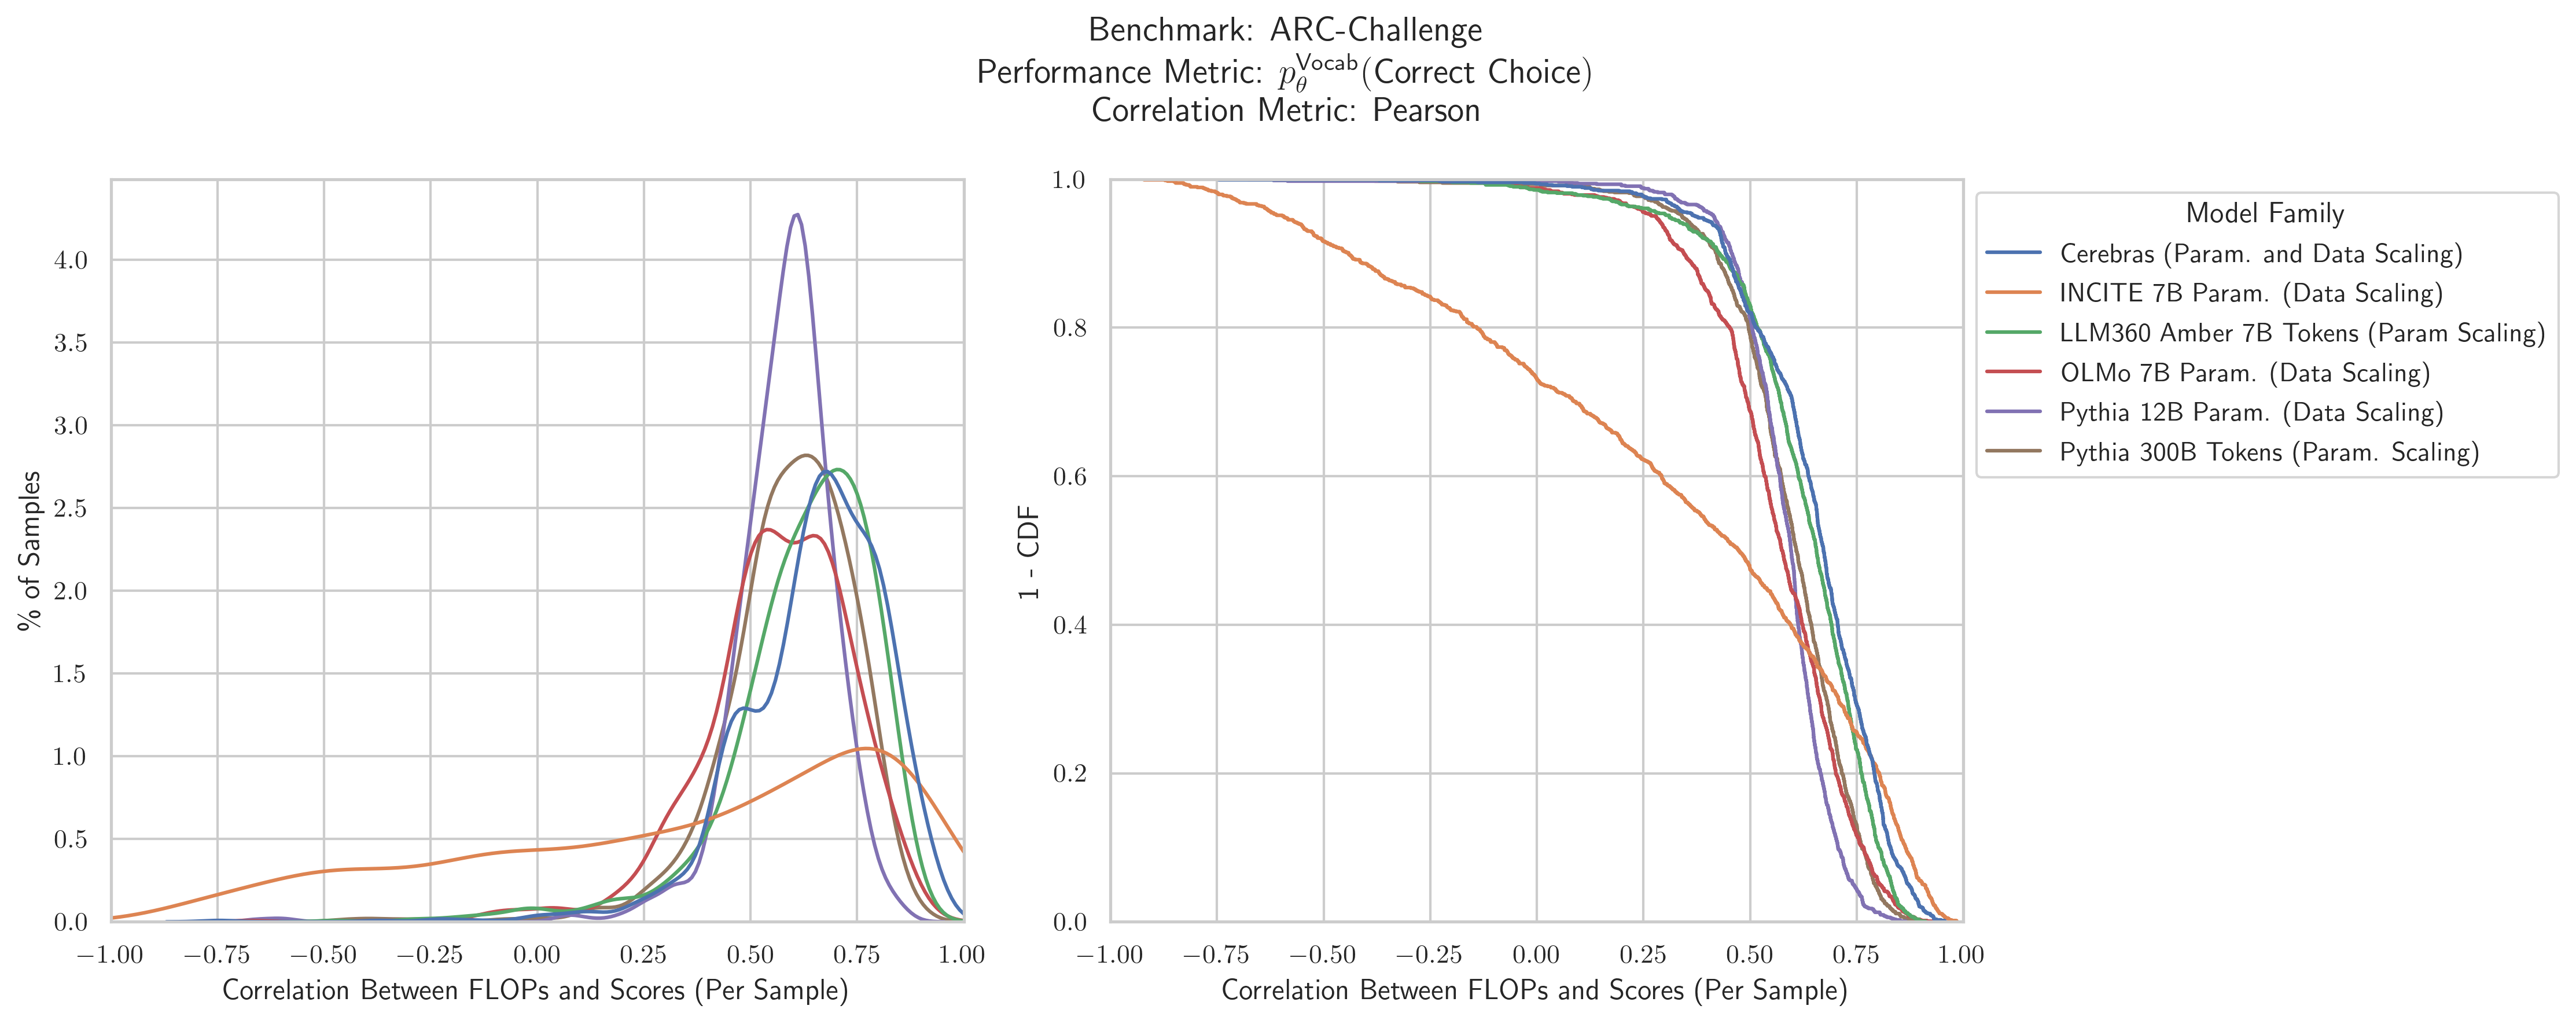 Benchmark: ARC-Challenge
Performance Metric: $p_{\theta}^{\text{Vocab}}$(Correct Choice)
Correlation Metric: Pearson
% of Samples
4.0
3.5
3.0
2.5
2.0
1.5
1.0
0.5
0.0
−1.00 −0.75 −0.50 −0.25 0.00 0.25 0.50 0.75 1.00
Correlation Between FLOPs and Scores (Per Sample)
1 - CDF
1.0
0.8
0.6
0.4
0.2
0.0
−1.00 −0.75 −0.50 −0.25 0.00 0.25 0.50 0.75 1.00
Correlation Between FLOPs and Scores (Per Sample)
Model Family
Cerebras (Param. and Data Scaling)
INCITE 7B Param. (Data Scaling)
LLM360 Amber 7B Tokens (Param Scaling)
OLMo 7B Param. (Data Scaling)
Pythia 12B Param. (Data Scaling)
Pythia 300B Tokens (Param. Scaling)